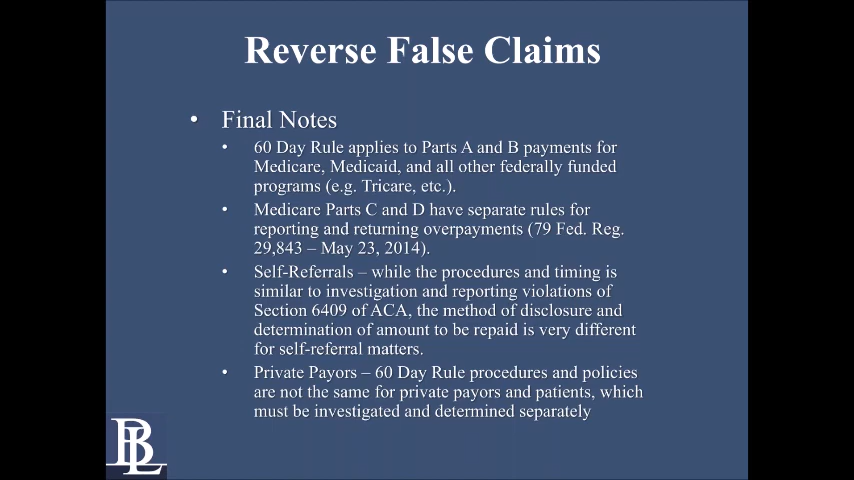 Reverse False Claims
• Final Notes
• 60 Day Rule applies to Parts A and B payments for
Medicare, Medicaid, and all other federally funded
programs (e.g. Tricare, etc.).
• Medicare Parts C and D have separate rules for
reporting and returning overpayments (79 Fed. Reg.
29,843 – May 23, 2014).
• Self-Referrals – while the procedures and timing is
similar to investigation and reporting violations of
Section 6409 of ACA, the method of disclosure and
determination of amount to be repaid is very different
for self-referral matters.
• Private Payors – 60 Day Rule procedures and policies
are not the same for private payors and patients, which
must be investigated and determined separately
BL